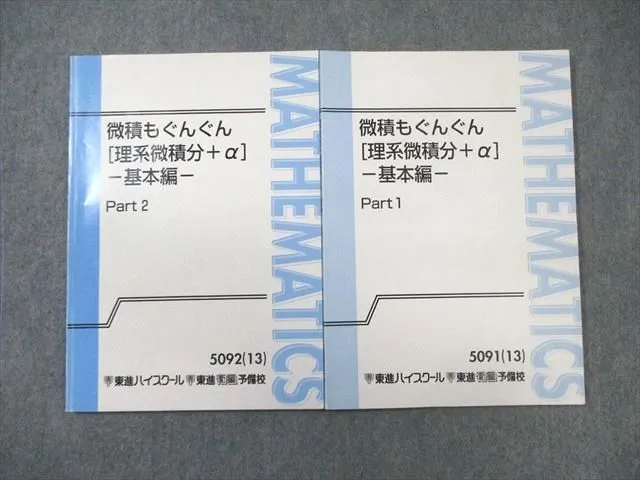 微積もぐんぐん
[理系微積分+α]
-基本編-
Part 2
5092(13)
東進ハイスクール 東進衛星予備校
MATHEMATICS
微積もぐんぐん
[理系微積分+α]
-基本編-
Part 1
5091(13)
東進ハイスクール 東進衛星予備校
MATHEMATICS